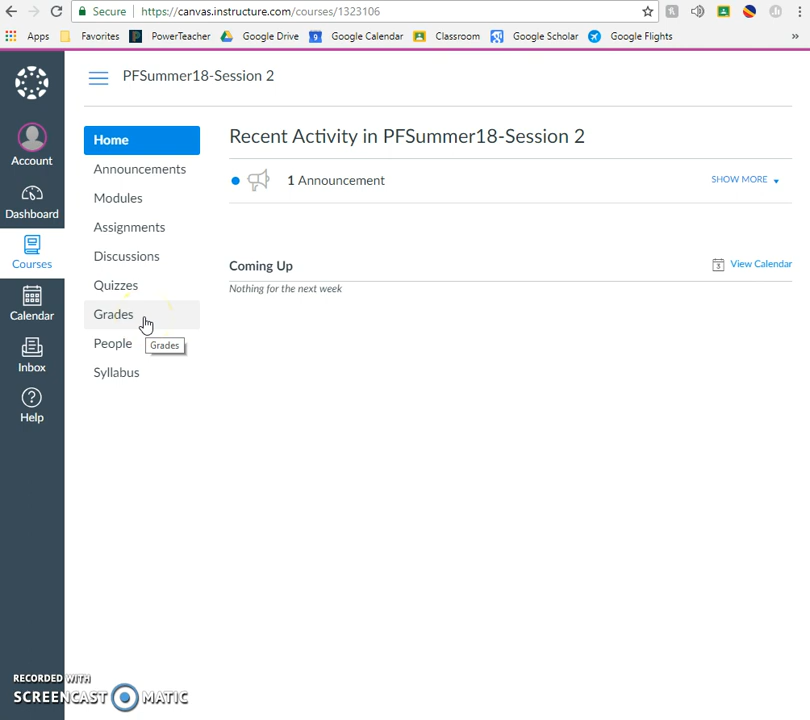 Secure | https://canvas.instructure.com/courses/1323106
Apps Favorites PowerTeacher Google Drive 9 Google Calendar Classroom Google Scholar Google Flights »
PFSummer18-Session 2
Account
Dashboard
Courses
Calendar
Inbox
Help
Home
Announcements
Modules
Assignments
Discussions
Quizzes
Grades
People
Grades
Syllabus
Recent Activity in PFSummer18-Session 2
1 Announcement
SHOW MORE
Coming Up
3 View Calendar
Nothing for the next week
RECORDED WITH
SCREENCAST MATIC